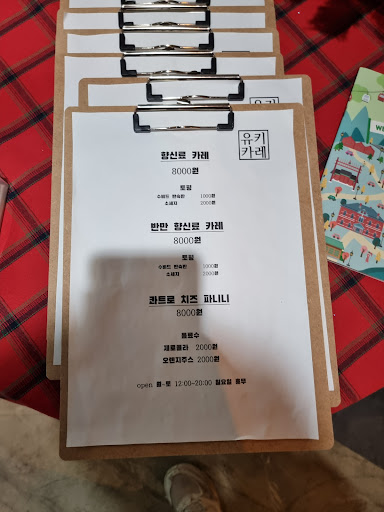 유키
카레
향신료 카레
8000원
토핑
수비드 반숙란 1000원
소세지 2000원
반반 향신료 카레
8000원
토핑
수비드 반숙란 1000원
소세지 2000원
콰트로 치즈 파니니
8000원
음료수
제로콜라 2000원
오렌지주스 2000원
open 월-토 12:00-20:00 일요일 휴무